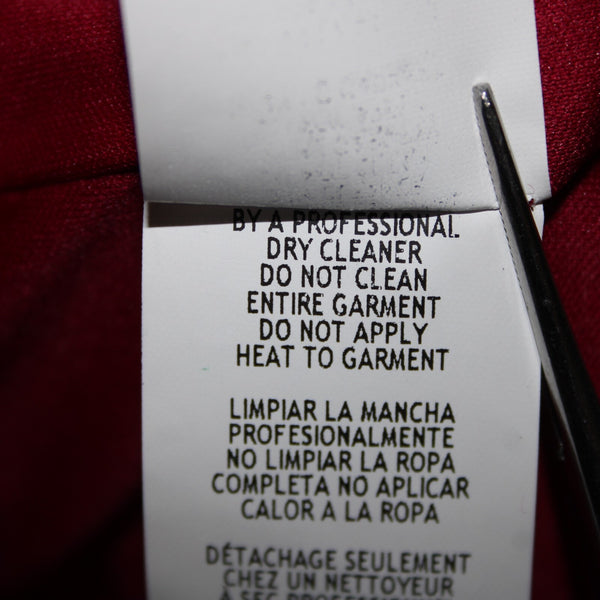 BY A PROFESSIONAL
DRY CLEANER
DO NOT CLEAN
ENTIRE GARMENT
DO NOT APPLY
HEAT TO GARMENT
LIMPIAR LA MANCHA
PROFESIONALMENTE
NO LIMPIAR LA ROPA
COMPLETA NO APLICAR
CALOR A LA ROPA
DÉTACHAGE SEULEMENT
CHEZ UN NETTOYEUR
À SEC